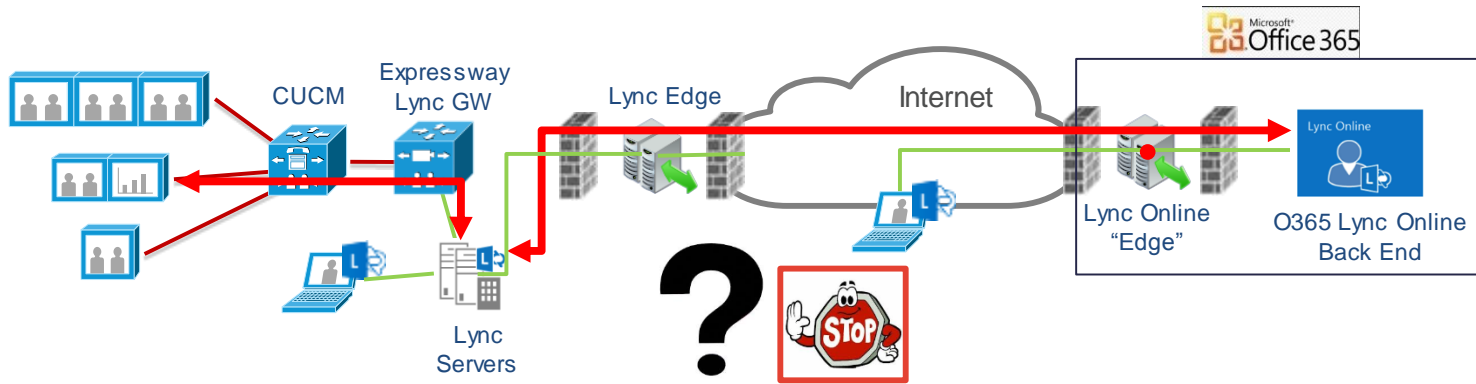 Microsoft®
Office 365
Expressway
Lync GW
CUCM
Lync Edge
Internet
Lync Online
L
L
L
Lync Online
"Edge"
O365 Lync Online
Back End
Lync
Servers
?
STOP